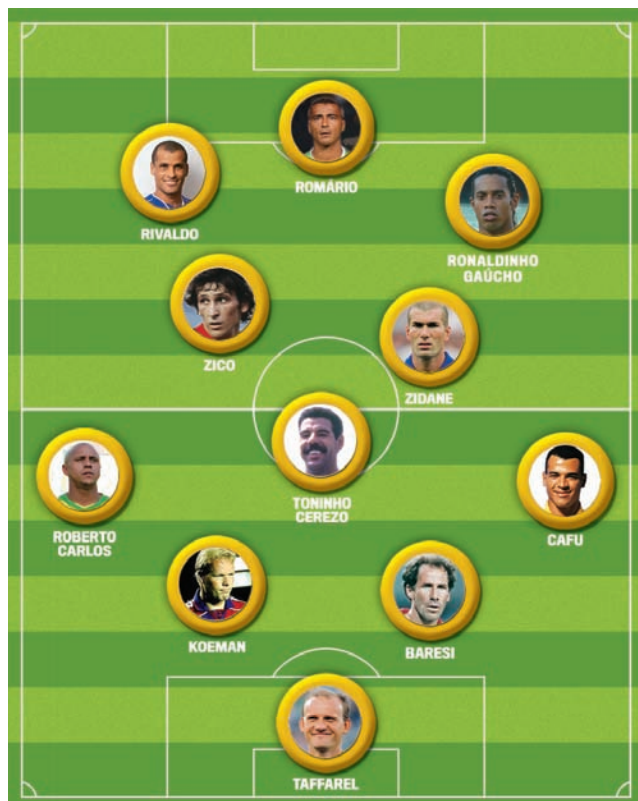 ROMÁRIO
RIVALDO
RONALDINHO
GAÚCHO
ZICO
ZIDANE
TONINHO
CEREZO
ROBERTO
CARLOS
CAFU
KOEMAN
BARESI
TAFFAREL